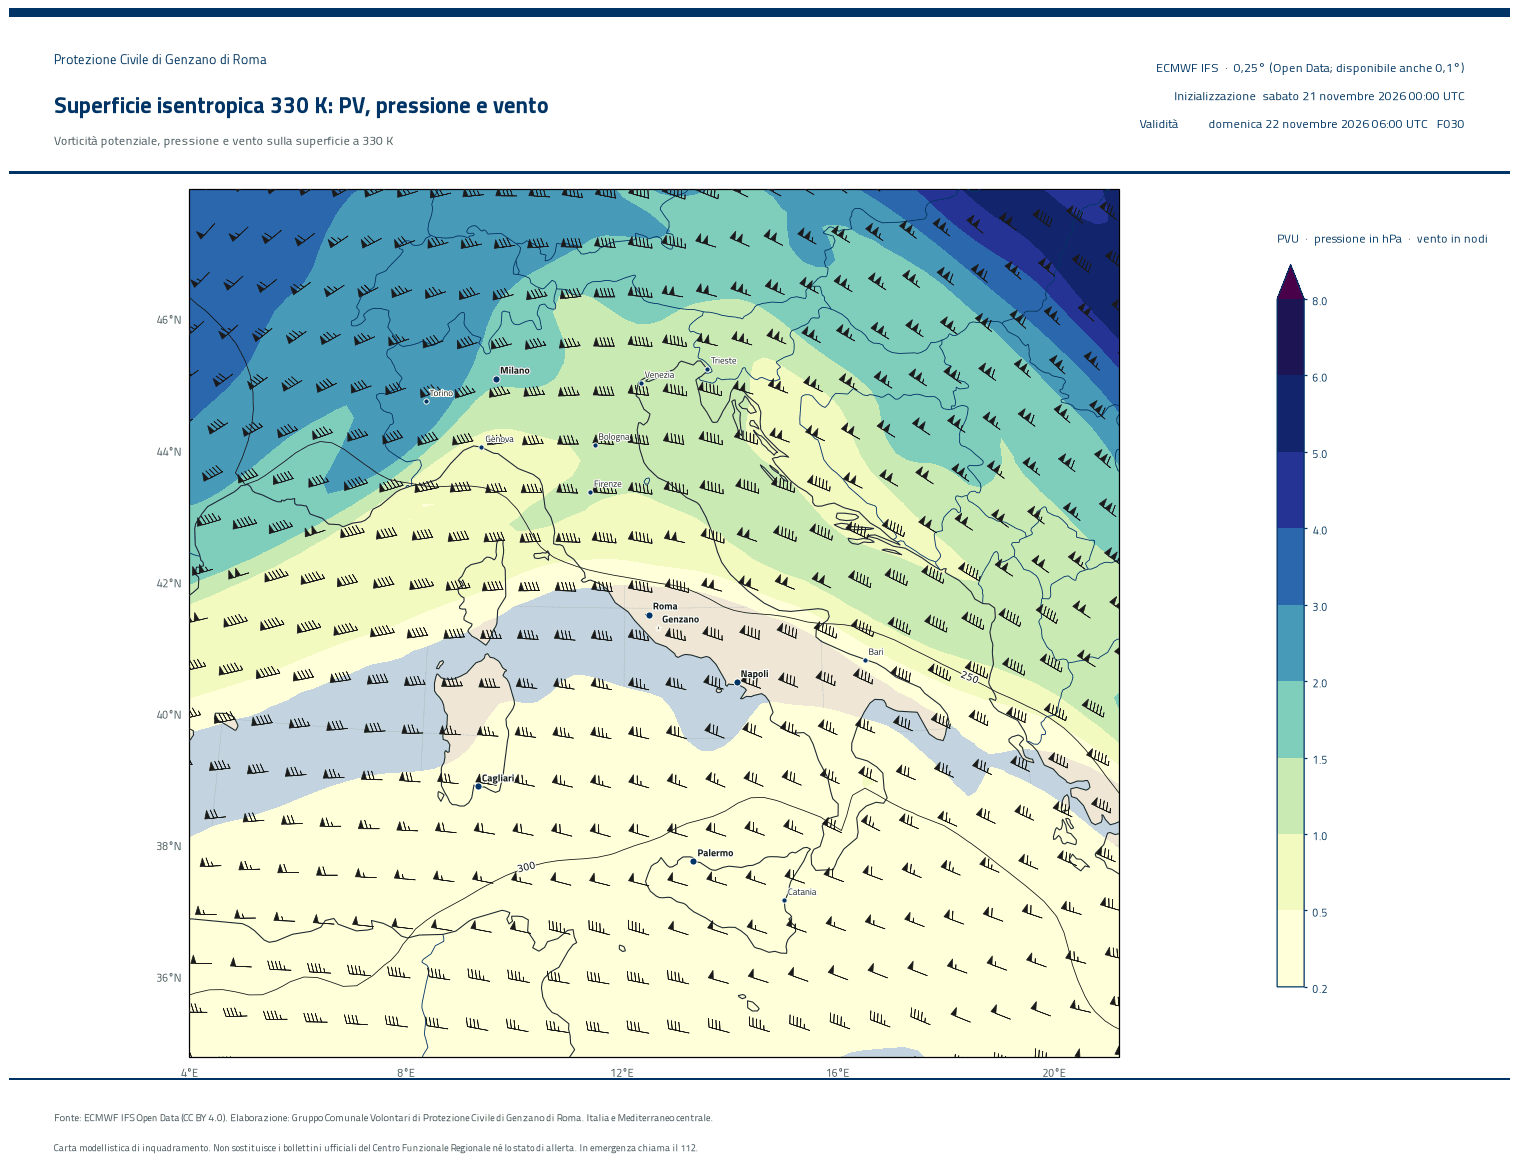 Protezione Civile di Genzano di Roma
Superficie isentropica 330 K: PV, pressione e vento
Vorticità potenziale, pressione e vento sulla superficie a 330 K
ECMWF IFS · 0,25° (Open Data; disponibile anche 0,1°)
Inizializzazione sabato 21 novembre 2026 00:00 UTC
Validità domenica 22 novembre 2026 06:00 UTC F030
PVU · pressione in hPa · vento in nodi
8.0
6.0
5.0
4.0
3.0
2.0
1.5
1.0
0.5
0.2
46°N
44°N
42°N
40°N
38°N
36°N
4°E
8°E
12°E
16°E
20°E
Trieste
Milano
Venezia
Torino
Genova
Bologna
Firenze
Roma
Genzano
Bari
Napoli
250
Cagliari
Palermo
300
Catania
Fonte: ECMWF IFS Open Data (CC BY 4.0). Elaborazione: Gruppo Comunale Volontari di Protezione Civile di Genzano di Roma. Italia e Mediterraneo centrale.
Carta modellistica di inquadramento. Non sostituisce i bollettini ufficiali del Centro Funzionale Regionale né lo stato di allerta. In emergenza chiama il 112.